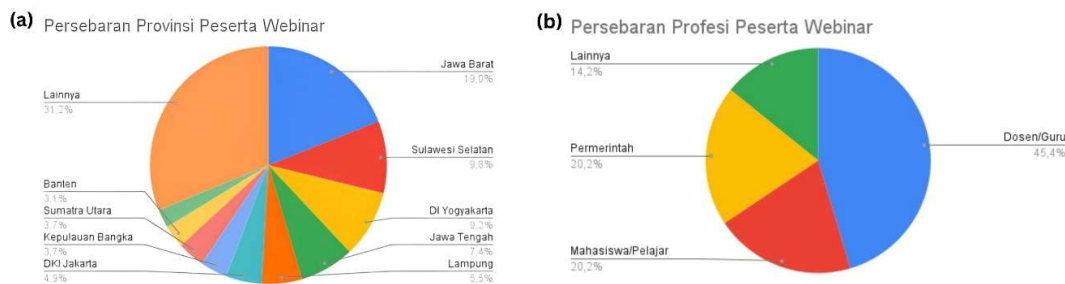 (a) Persebaran Provinsi Peserta Webinar
Jawa Barat
19,0%
Sulawesi Selatan
9,8%
DI Yogyakarta
9,2%
Jawa Tengah
7,4%
Lampung
5,5%
Lainnya
31,2%
Banten
3,1%
Sumatra Utara
3,7%
Kepulauan Bangka
3,7%
DKI Jakarta
4,9%
(b) Persebaran Profesi Peserta Webinar
Lainnya
14,2%
Permerintah
20,2%
Mahasiswa/Pelajar
20,2%
Dosen/Guru
45,4%